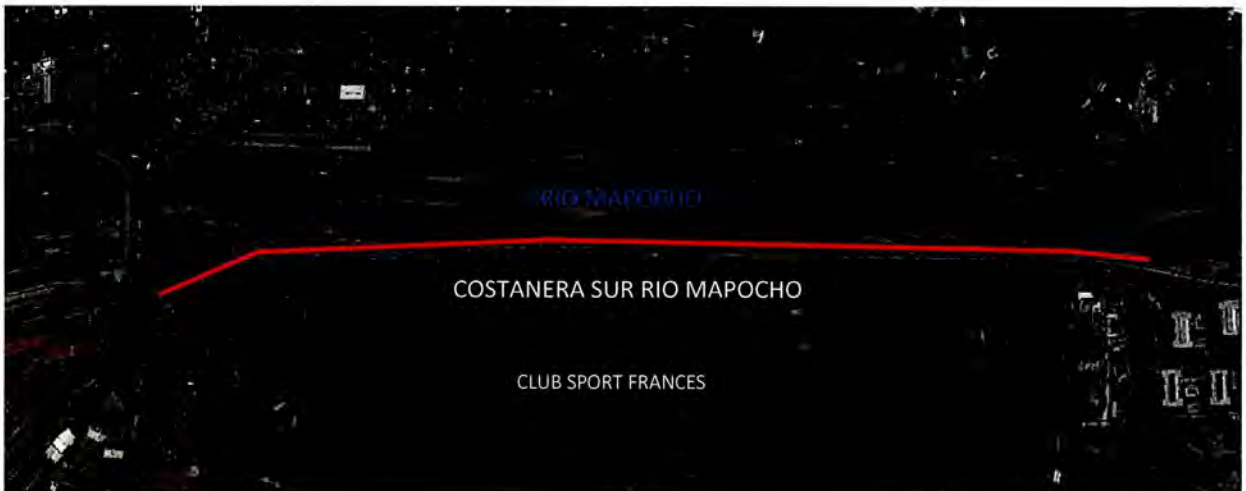 RIO MAPOCHO
COSTANERA SUR RIO MAPOCHO
CLUB SPORT FRANCES